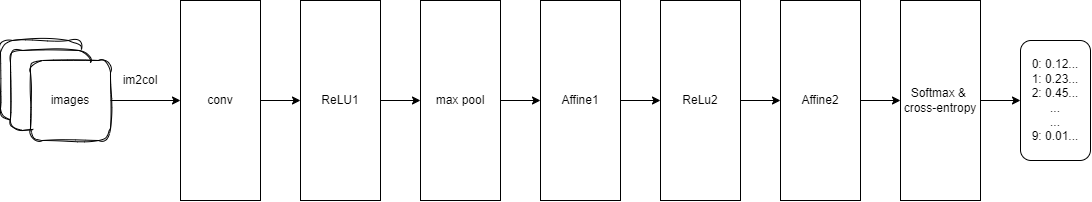 images
im2col
conv
ReLU1
max pool
Affine1
ReLu2
Affine2
Softmax &
cross-entropy
0: 0.12...
1: 0.23...
2: 0.45...
...
...
9: 0.01...